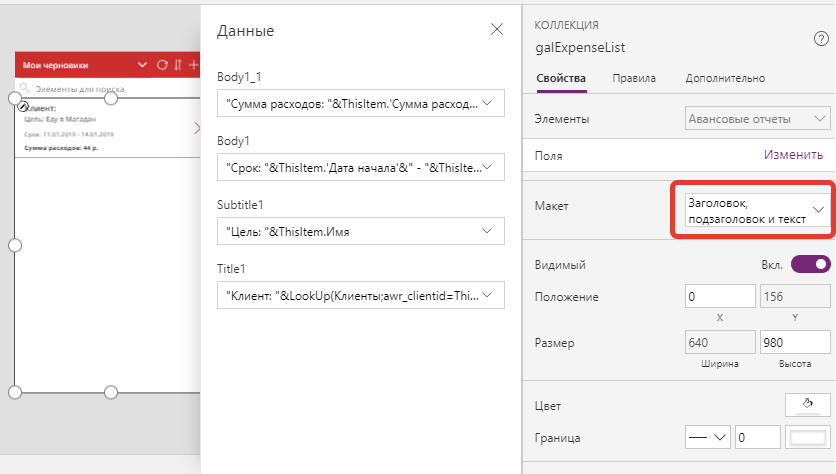 Мои черновики
Элементы для поиска
Клиент:
Цель: Еду в Магадан
Срок: 11.01.2019 - 14.01.2019
Сумма расходов: 44 р.
Данные
Body1_1
"Сумма расходов: "&ThisItem.'Сумма расход...
Body1
"Срок: "&ThisItem.'Дата начала'&" - "&ThisIte...
Subtitle1
"Цель: "&ThisItem.Имя
Title1
"Клиент: "&LookUp(Клиенты;awr_clientid=Thi...
КОЛЛЕКЦИЯ
galExpenseList
Свойства Правила Дополнительно
Элементы Авансовые отчеты
Поля Изменить
Макет Заголовок,
подзаголовок и текст
Видимый Вкл.
Положение 0 156
X Y
Размер 640 980
Ширина Высота
Цвет
Граница 0